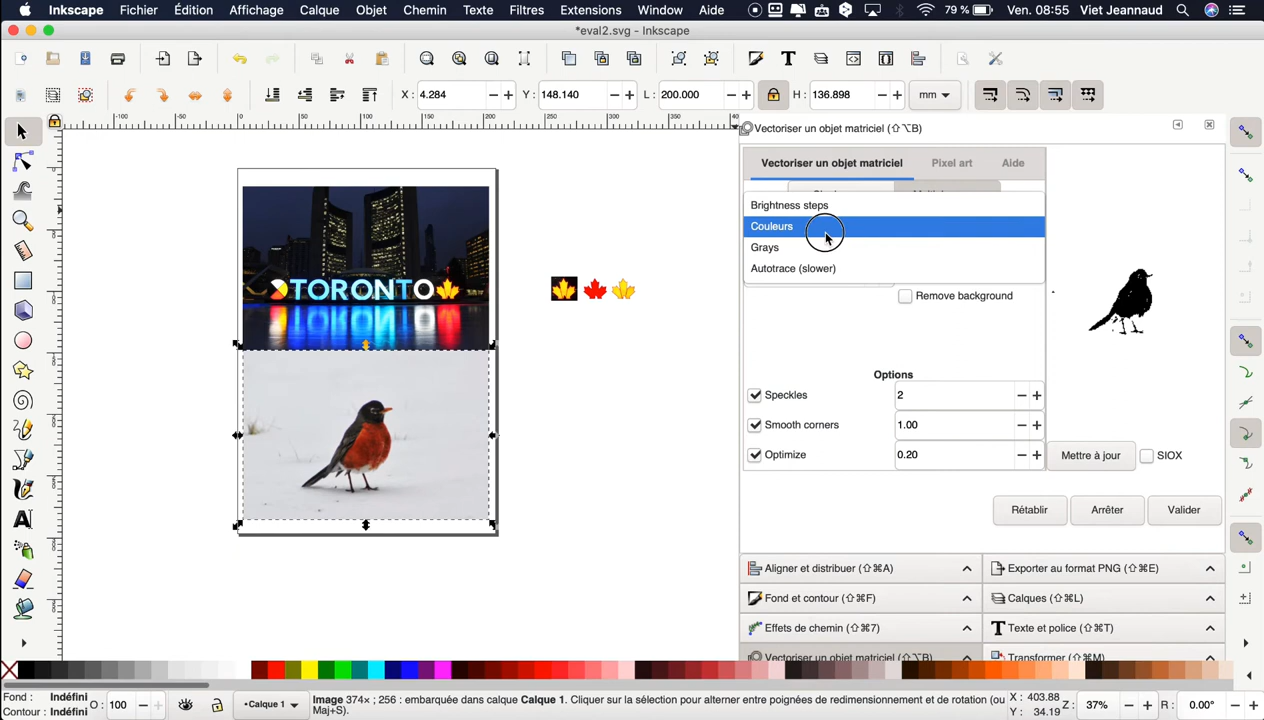 Inkscape Fichier Édition Affichage Calque Objet Chemin Texte Filtres Extensions Window Aide 79 % Ven. 08:55 Viet Jeannaud
*eval2.svg - Inkscape
X : 4.284 Y : 148.140 L : 200.000 H : 136.898 mm
Vectoriser un objet matriciel (⇧⌥B)
Vectoriser un objet matriciel Pixel art Aide
Brightness steps
Couleurs
Grays
Autotrace (slower)
TORONTO
Remove background
Options
Speckles 2
Smooth corners 1.00
Optimize 0.20 Mettre à jour SIOX
Rétablir Arrêter Valider
Aligner et distribuer (⇧⌘A) Exporter au format PNG (⇧⌘E)
Fond et contour (⇧⌘F) Calques (⇧⌘L)
Effets de chemin (⇧⌘7) Texte et police (⇧⌘T)
Vectoriser un objet matriciel (⇧⌥B) Transformer (⇧⌘M)
Fond : Indéfini O : 100 Calque 1 Image 374x ; 256 : embarquée dans calque Calque 1. Cliquer sur la sélection pour alterner entre poignées de redimensionnement et de rotation (ou X : 403.88 Z : 37% R : 0.00°
Contour : Indéfini Maj+S). Y : 34.19